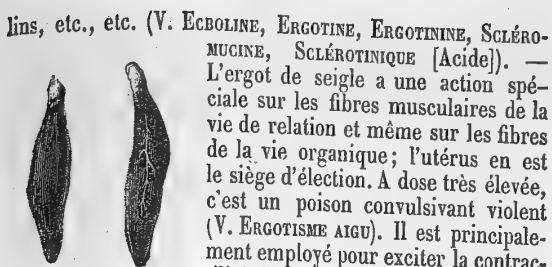 lins, etc., etc. (V. Ecboline, Ergotine, Ergotinine, Scléro-
mucine, Sclérotinique [Acide]). —
L'ergot de seigle a une action spé-
ciale sur les fibres musculaires de la
vie de relation et même sur les fibres
de la vie organique; l'utérus en est
le siège d'élection. A dose très élevée,
c'est un poison convulsivant violent
(V. Ergotisme aigu). Il est principale-
ment employé pour exciter la contrac-